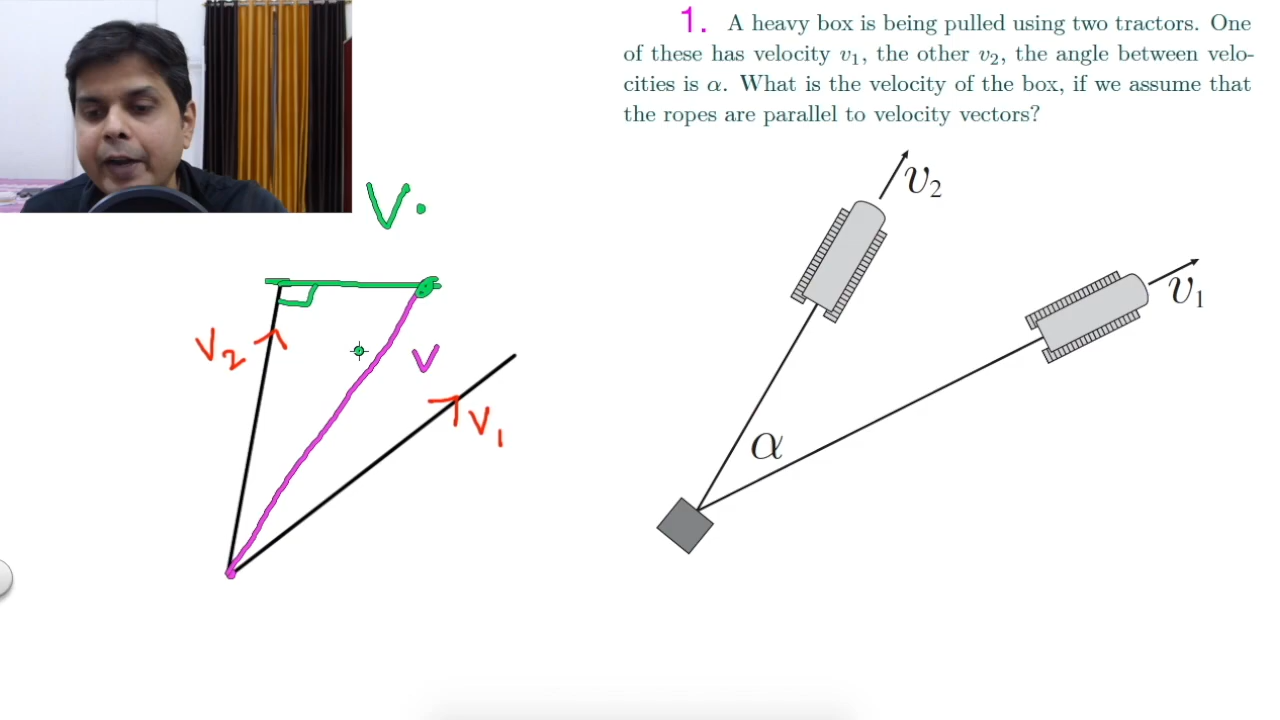 1. A heavy box is being pulled using two tractors. One
of these has velocity v₁, the other v₂, the angle between velo-
cities is α. What is the velocity of the box, if we assume that
the ropes are parallel to velocity vectors?
V.
v₂
v₁
V₂
V
V₁
α